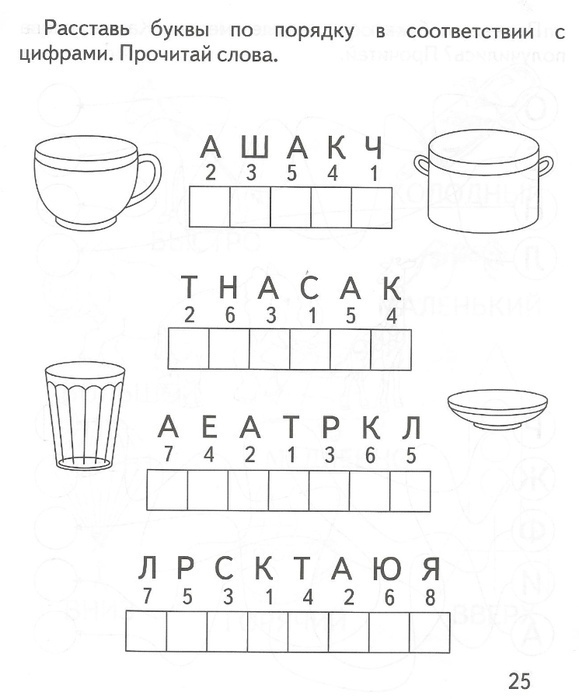 Расставь буквы по порядку в соответствии с
цифрами. Прочитай слова.
А Ш А К Ч
2 3 5 4 1
Т Н А С А К
2 6 3 1 5 4
А Е А Т Р К Л
7 4 2 1 3 6 5
Л Р С К Т А Ю Я
7 5 3 1 4 2 6 8
25